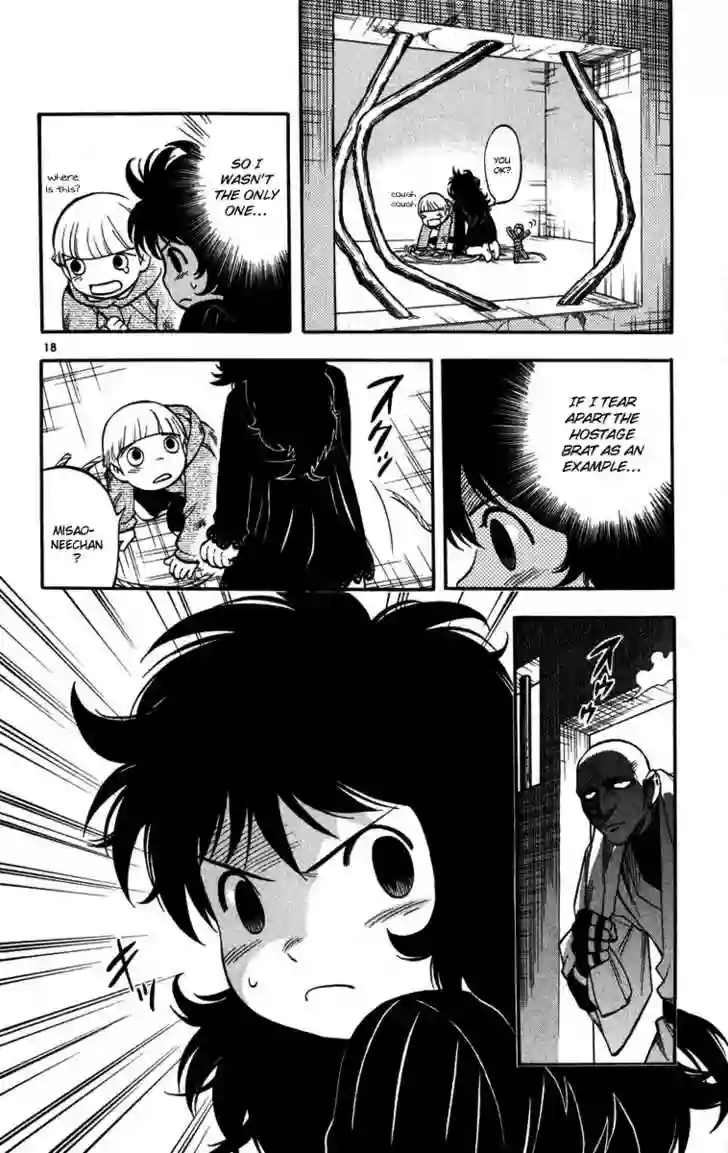 YOU
OK?
cough
cough
SO I
WASN'T
THE ONLY
ONE...
where
is this?
18
IF I TEAR
APART THE
HOSTAGE
BRAT AS AN
EXAMPLE...
MISAO-
NEECHAN
?